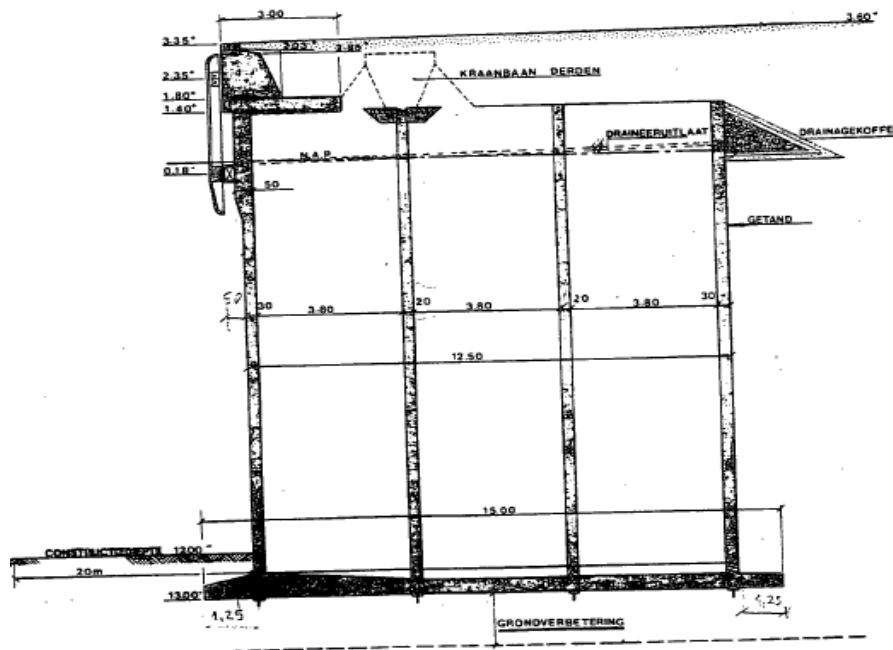 3-00
3.60+
3-35+
KRAANBAAN DERDEN
2.35+
1.80+
1.40+
DRAINEERUITLAAT
DRAINAGEKOFFE
N.A.P.
0.18+
50
GETAND
30
3-80
20
3.80
20
3-80
30
12.50
15.00
CONSTRUCTIEDIEPTE 1200-
20m
1300-
1,25
1,25
GRONDVERBETERING